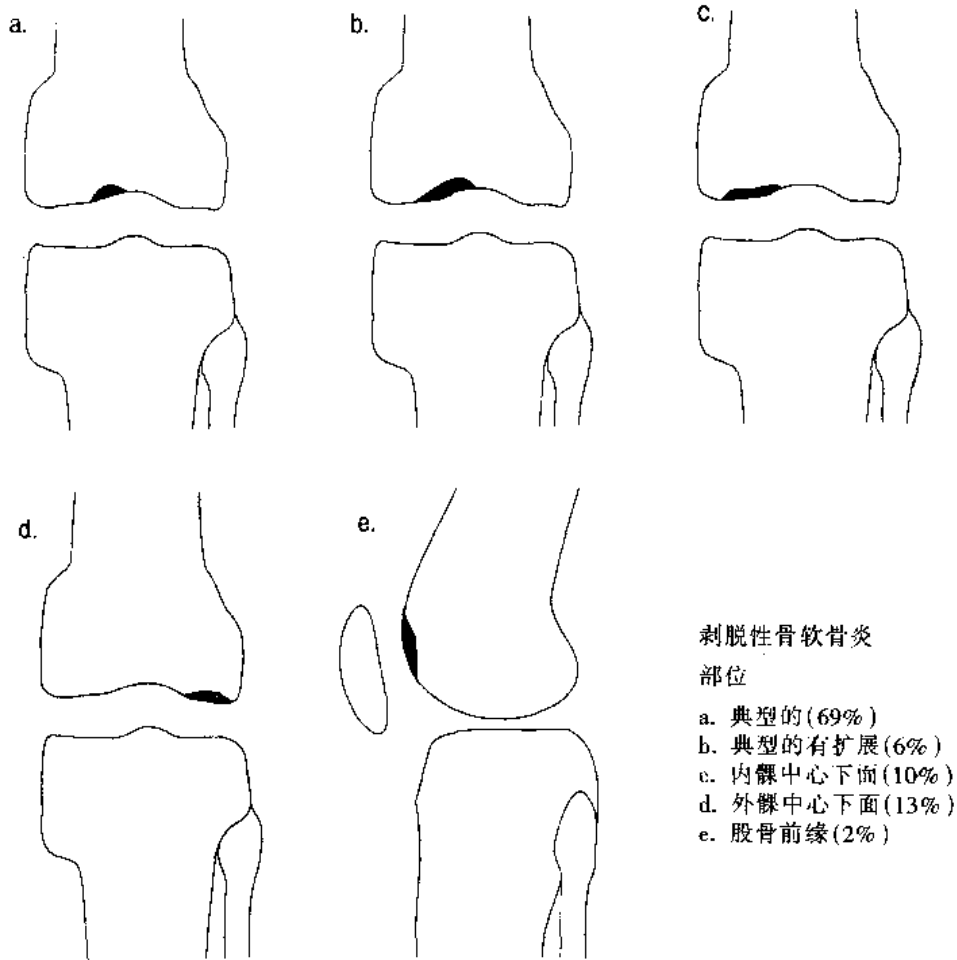 a.
b.
c.
d.
e.
剥脱性骨软骨炎
部位
a. 典型的(69%)
b. 典型的有扩展(6%)
c. 内髁中心下面(10%)
d. 外髁中心下面(13%)
e. 股骨前缘(2%)